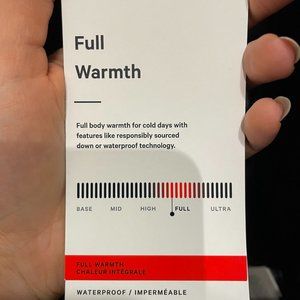 Full
Warmth
Full body warmth for cold days with
features like responsibly sourced
down or waterproof technology.
BASE MID HIGH FULL ULTRA
FULL WARMTH
CHALEUR INTÉGRALE
WATERPROOF / IMPERMÉABLE